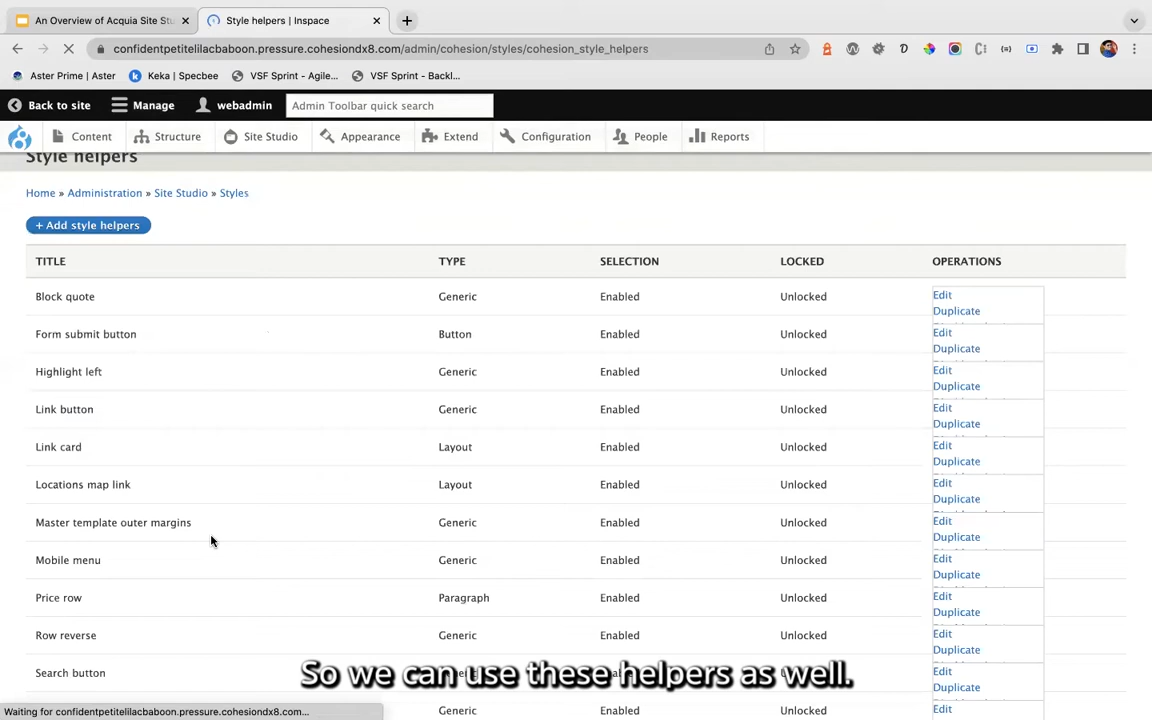 An Overview of Acquia Site Stu
Style helpers | Inspace
confidentpetitelilacbaboon.pressure.cohesiondx8.com/admin/cohesion/styles/cohesion_style_helpers
Aster Prime | Aster
Keka | Specbee
VSF Sprint - Agile...
VSF Sprint - Backl...
Back to site
Manage
webadmin
Admin Toolbar quick search
Content
Structure
Site Studio
Appearance
Extend
Configuration
People
Reports
Style helpers
Home » Administration » Site Studio » Styles
+ Add style helpers
TITLE TYPE SELECTION LOCKED OPERATIONS
Block quote Generic Enabled Unlocked Edit
Duplicate
Form submit button Button Enabled Unlocked Edit
Duplicate
Highlight left Generic Enabled Unlocked Edit
Duplicate
Link button Generic Enabled Unlocked Edit
Duplicate
Link card Layout Enabled Unlocked Edit
Duplicate
Locations map link Layout Enabled Unlocked Edit
Duplicate
Master template outer margins Generic Enabled Unlocked Edit
Duplicate
Mobile menu Generic Enabled Unlocked Edit
Duplicate
Price row Paragraph Enabled Unlocked Edit
Duplicate
Row reverse Generic Enabled Unlocked Edit
Duplicate
Search button Enabled Unlocked Edit
Duplicate
So we can use these helpers as well.
Generic Enabled Unlocked Edit
Waiting for confidentpetitelilacbaboon.pressure.cohesiondx8.com...